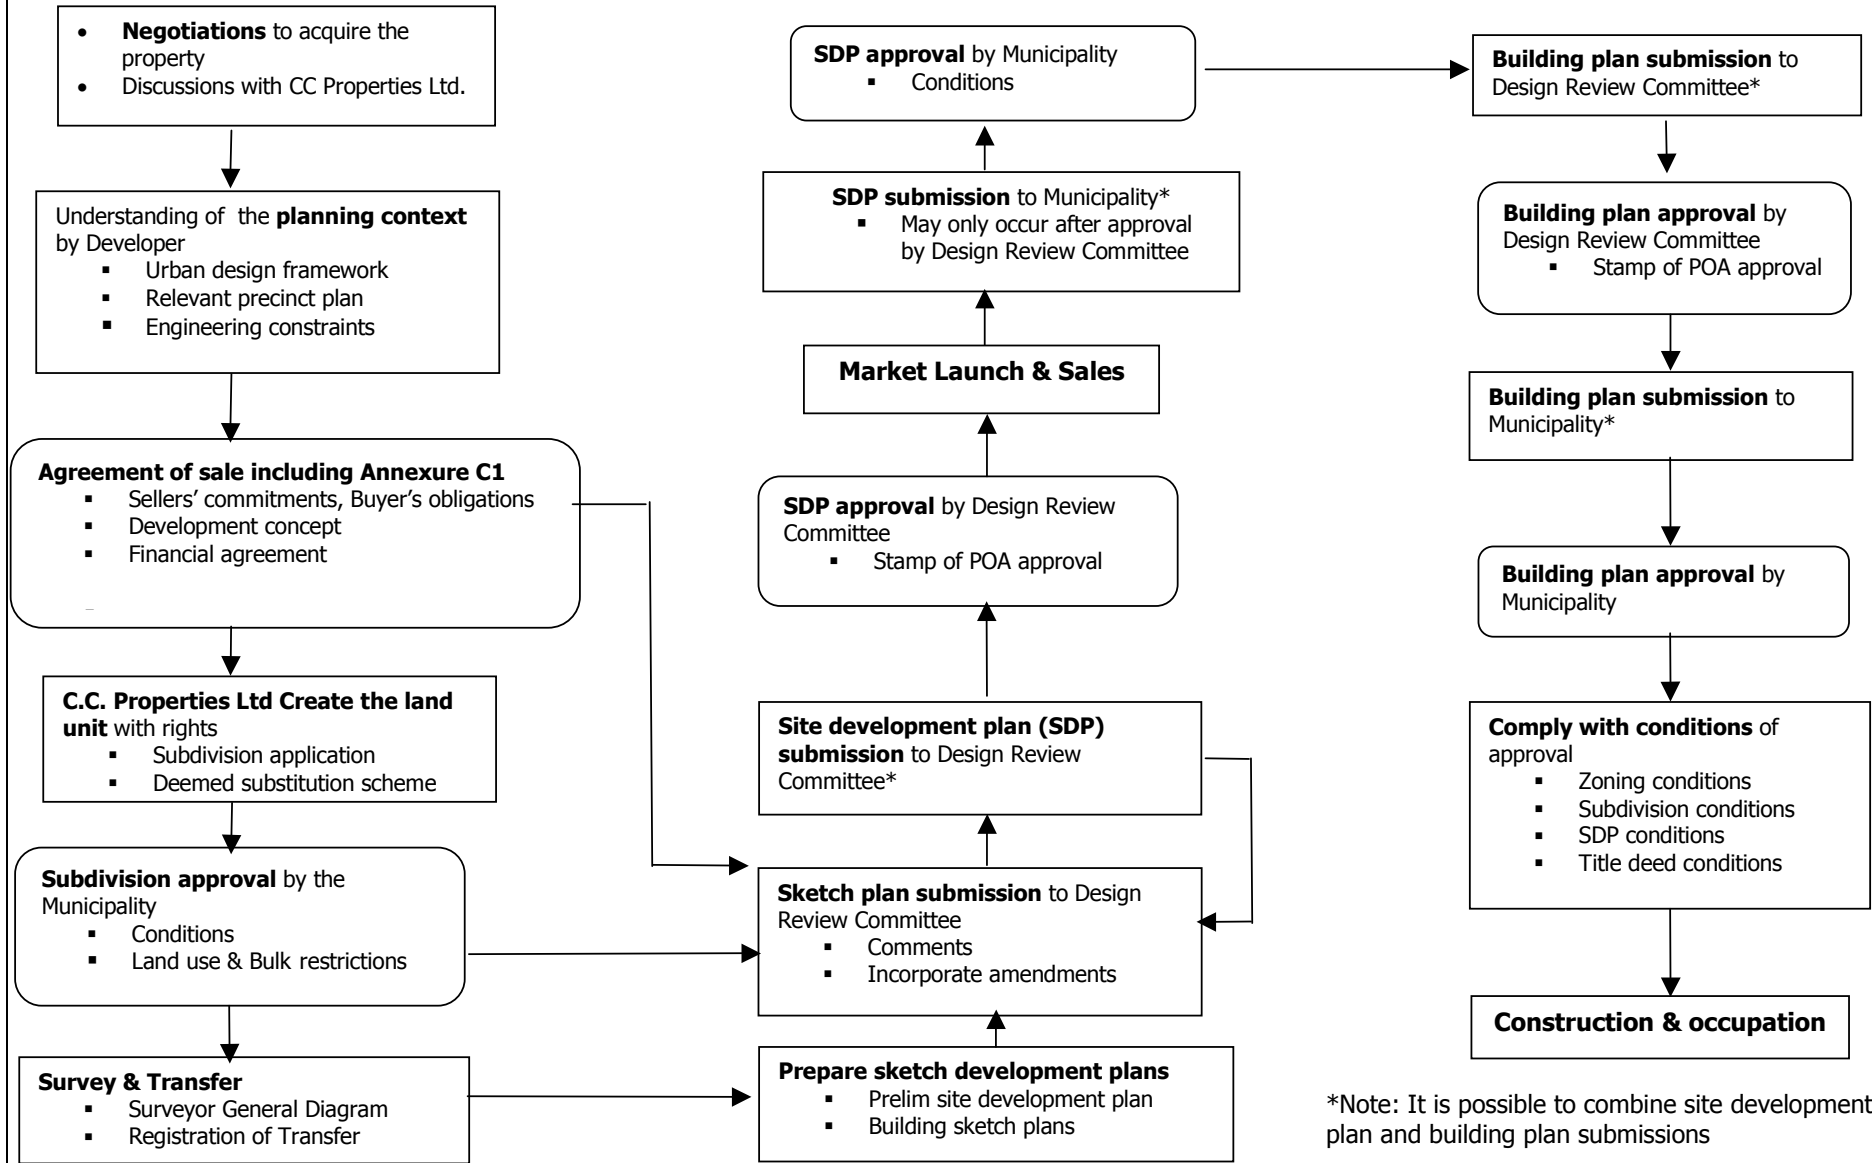 • Negotiations to acquire the
property
• Discussions with CC Properties Ltd.
Understanding of the planning context
by Developer
▪ Urban design framework
▪ Relevant precinct plan
▪ Engineering constraints
Agreement of sale including Annexure C1
▪ Sellers’ commitments, Buyer’s obligations
▪ Development concept
▪ Financial agreement
C.C. Properties Ltd Create the land
unit with rights
▪ Subdivision application
▪ Deemed substitution scheme
Subdivision approval by the
Municipality
▪ Conditions
▪ Land use & Bulk restrictions
Survey & Transfer
▪ Surveyor General Diagram
▪ Registration of Transfer
Prepare sketch development plans
▪ Prelim site development plan
▪ Building sketch plans
Sketch plan submission to Design
Review Committee
▪ Comments
▪ Incorporate amendments
Site development plan (SDP)
submission to Design Review
Committee*
SDP approval by Design Review
Committee
▪ Stamp of POA approval
Market Launch & Sales
SDP submission to Municipality*
▪ May only occur after approval
by Design Review Committee
SDP approval by Municipality
▪ Conditions
Building plan submission to
Design Review Committee*
Building plan approval by
Design Review Committee
▪ Stamp of POA approval
Building plan submission to
Municipality*
Building plan approval by
Municipality
Comply with conditions of
approval
▪ Zoning conditions
▪ Subdivision conditions
▪ SDP conditions
▪ Title deed conditions
Construction & occupation
*Note: It is possible to combine site development
plan and building plan submissions